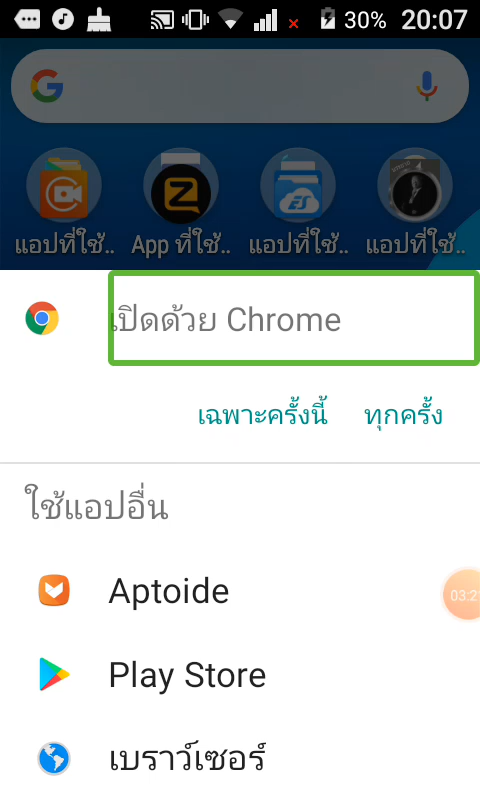 30% 20:07
แอปที่ใช้.. App ที่ใช้.. แอปที่ใช้.. แอปที่ใช้..
เปิดด้วย Chrome
เฉพาะครั้งนี้ ทุกครั้ง
ใช้แอปอื่น
Aptoide
03:2
Play Store
เบราว์เซอร์